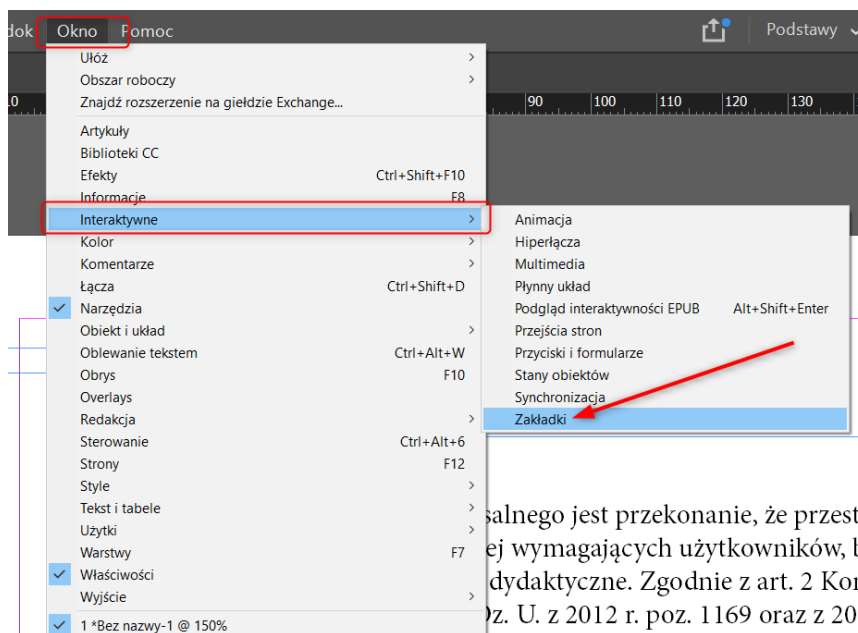 dok Okno Pomoc Podstawy
Ułóż
Obszar roboczy
Znajdź rozszerzenie na giełdzie Exchange...
90 100 110 120 130
Artykuły
Biblioteki CC
Efekty Ctrl+Shift+F10
Informacje F8
Interaktywne
Kolor
Komentarze
Łącza Ctrl+Shift+D
Narzędzia
Obiekt i układ
Oblewanie tekstem Ctrl+Alt+W
Obrys F10
Overlays
Redakcja
Sterowanie Ctrl+Alt+6
Strony F12
Style
Tekst i tabele
Użytki
Warstwy F7
Właściwości
Wyjście
1 *Bez nazwy-1 @ 150%
Animacja
Hiperłącza
Multimedia
Płynny układ
Podgląd interaktywności EPUB Alt+Shift+Enter
Przejścia stron
Przyciski i formularze
Stany obiektów
Synchronizacja
Zakładki
salnego jest przekonanie, że przest
ej wymagających użytkowników, b
dydaktyczne. Zgodnie z art. 2 Kor
Dz. U. z 2012 r. poz. 1169 oraz z 20